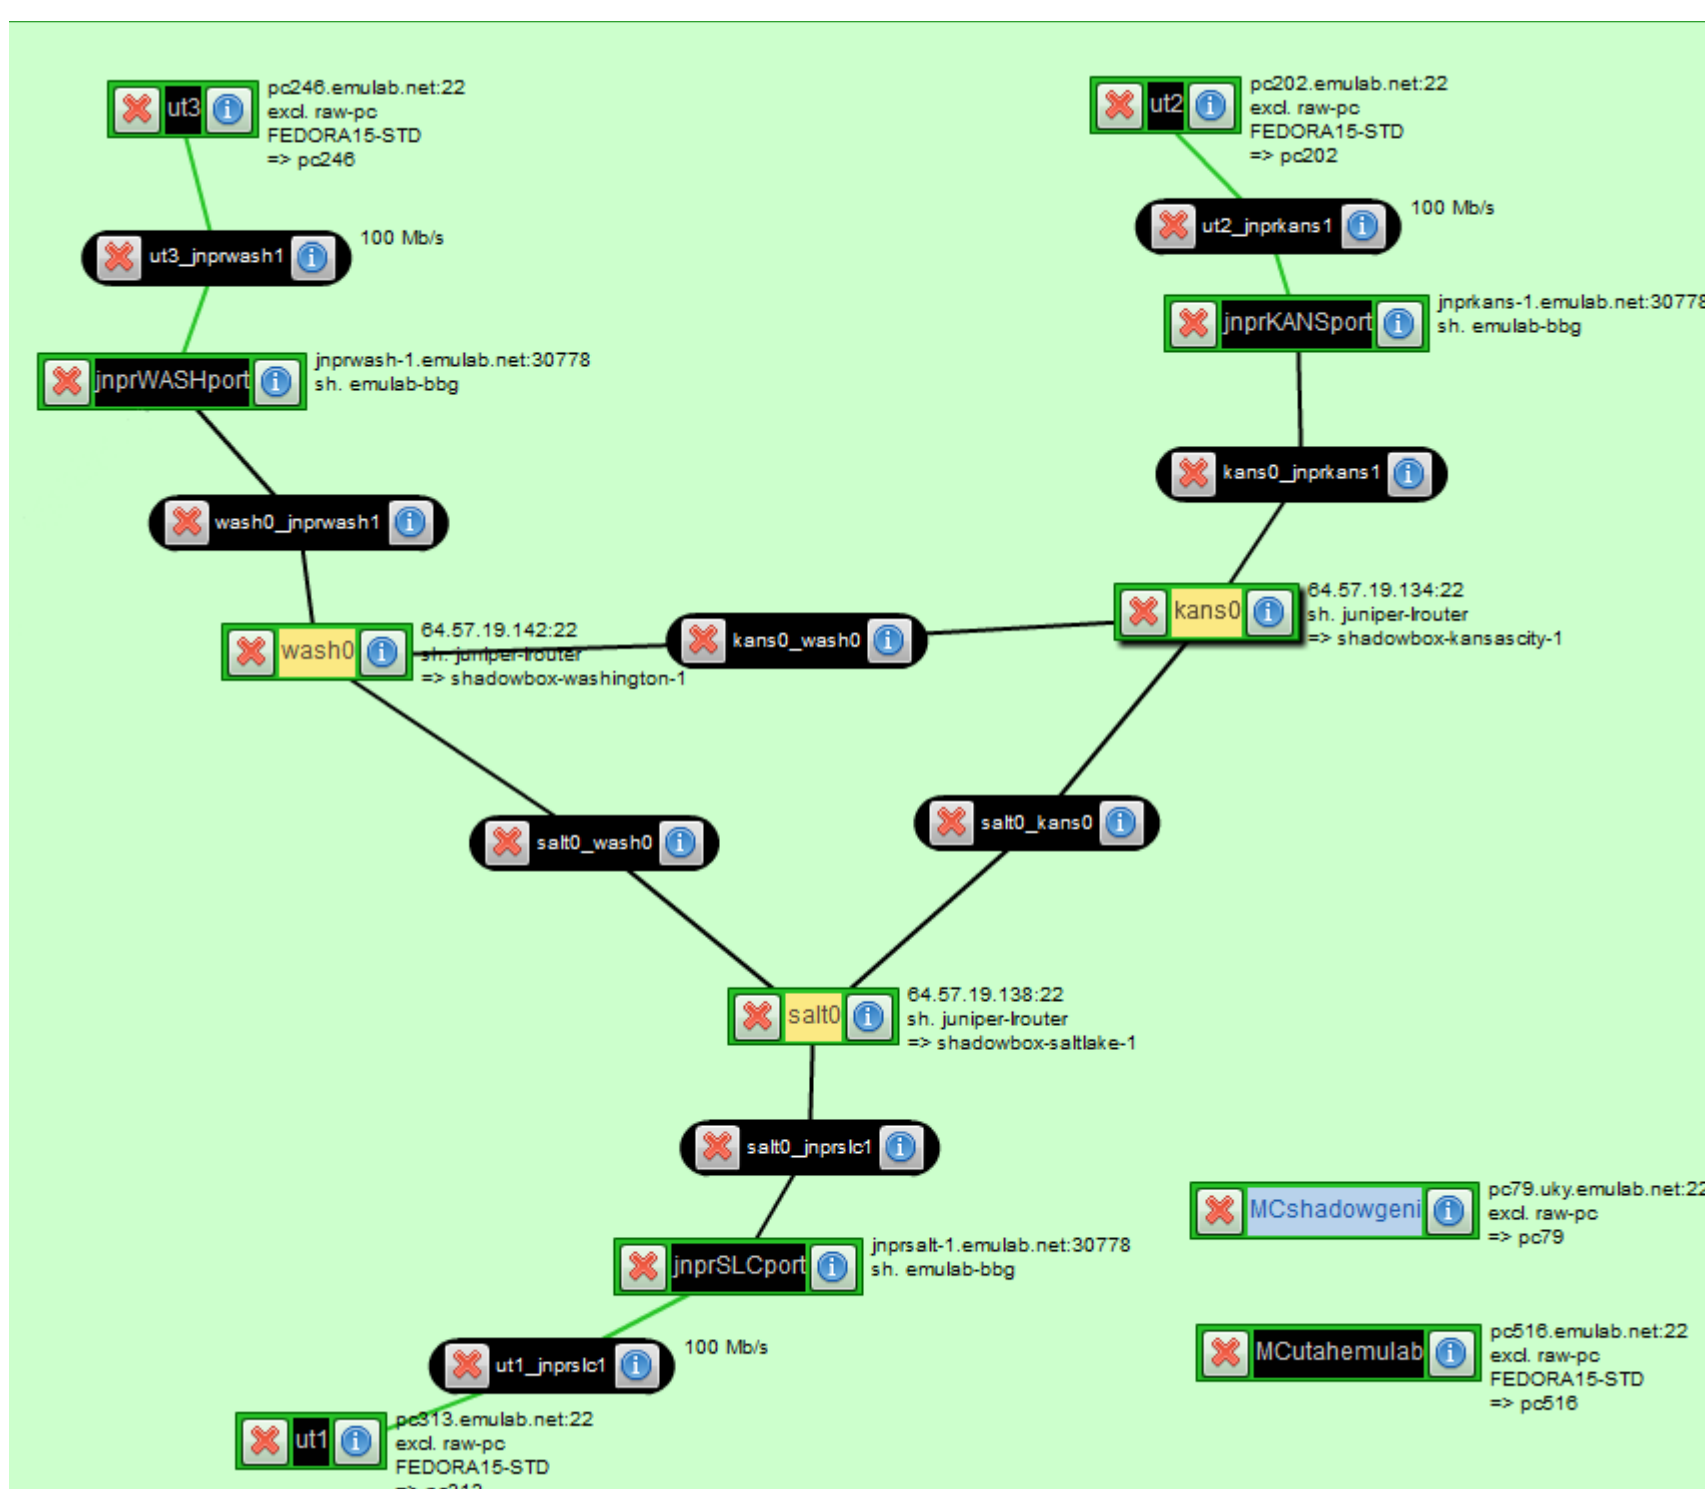 ut3
pc246.emulab.net:22
excl. raw-pc
FEDORA15-STD
=> pc246
ut2
pc202.emulab.net:22
excl. raw-pc
FEDORA15-STD
=> pc202
ut3_jnprwash1
100 Mb/s
ut2_jnprkans1
100 Mb/s
jnprKANSport
jnprkans-1.emulab.net:30778
sh. emulab-bbg
jnprWASHport
jnprwash-1.emulab.net:30778
sh. emulab-bbg
kans0_jnprkans1
wash0_jnprwash1
kans0
64.57.19.134:22
sh. juniper-lrouter
=> shadowbox-kansascity-1
wash0
64.57.19.142:22
sh. juniper-lrouter
=> shadowbox-washington-1
kans0_wash0
salt0_kans0
salt0_wash0
salt0
64.57.19.138:22
sh. juniper-lrouter
=> shadowbox-saltlake-1
salt0_jnprslc1
MCshadowgeni
pc79.uky.emulab.net:22
excl. raw-pc
=> pc79
jnprSLCport
jnprsalt-1.emulab.net:30778
sh. emulab-bbg
ut1_jnprslc1
100 Mb/s
MCutahemulab
pc516.emulab.net:22
excl. raw-pc
FEDORA15-STD
=> pc516
ut1
pc313.emulab.net:22
excl. raw-pc
FEDORA15-STD
=> pc313